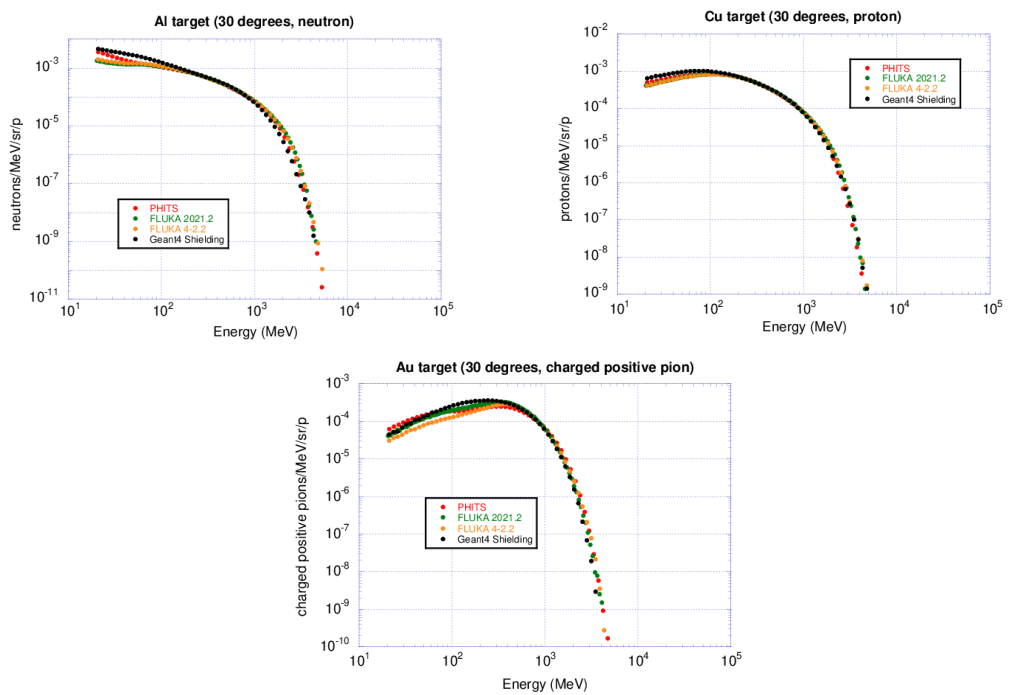 Al target (30 degrees, neutron)
neutrons/MeV/sr/p
10^-3
10^-5
10^-7
10^-9
10^-11
PHITS
FLUKA 2021.2
FLUKA 4-2.2
Geant4 Shielding
10^1 10^2 10^3 10^4 10^5
Energy (MeV)
Cu target (30 degrees, proton)
protons/MeV/sr/p
10^-2
10^-3
10^-4
10^-5
10^-6
10^-7
10^-8
10^-9
PHITS
FLUKA 2021.2
FLUKA 4-2.2
Geant4 Shielding
10^1 10^2 10^3 10^4 10^5
Energy (MeV)
Au target (30 degrees, charged positive pion)
charged positive pions/MeV/sr/p
10^-3
10^-4
10^-5
10^-6
10^-7
10^-8
10^-9
10^-10
PHITS
FLUKA 2021.2
FLUKA 4-2.2
Geant4 Shielding
10^1 10^2 10^3 10^4 10^5
Energy (MeV)